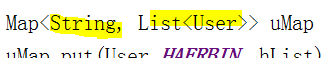 Map<String, List<User>> uMap
uMap.put(User.HAERBIN, hList)